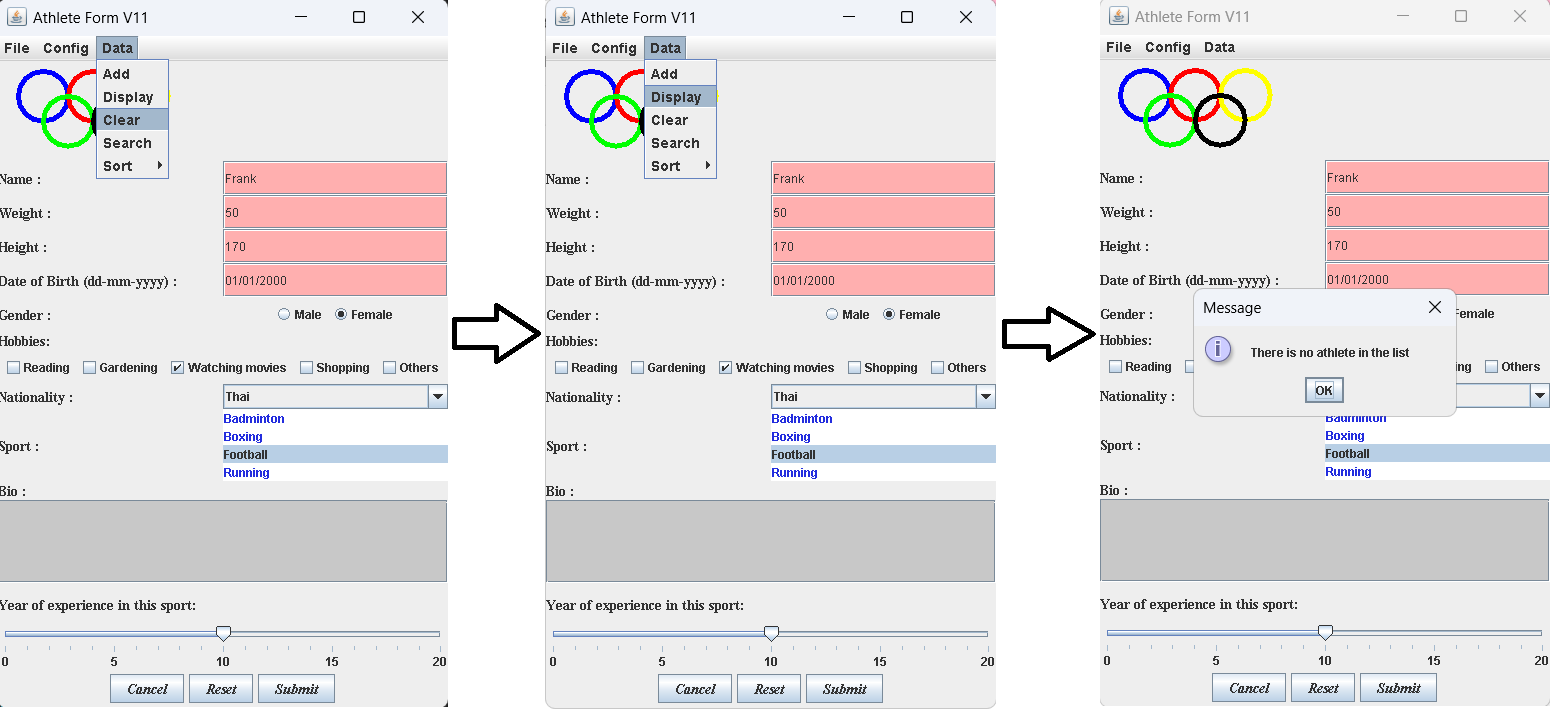 Athlete Form V11
File Config Data
Add
Display
Clear
Search
Sort
Name : Frank
Weight : 50
Height : 170
Date of Birth (dd-mm-yyyy) : 01/01/2000
Gender : Male Female
Hobbies:
Reading Gardening Watching movies Shopping Others
Nationality : Thai
Badminton
Boxing
Sport :
Football
Running
Bio :
Year of experience in this sport:
0 5 10 15 20
Cancel Reset Submit
Athlete Form V11
File Config Data
Add
Display
Clear
Search
Sort
Name : Frank
Weight : 50
Height : 170
Date of Birth (dd-mm-yyyy) : 01/01/2000
Gender : Male Female
Hobbies:
Reading Gardening Watching movies Shopping Others
Nationality : Thai
Badminton
Boxing
Sport :
Football
Running
Bio :
Year of experience in this sport:
0 5 10 15 20
Cancel Reset Submit
Athlete Form V11
File Config Data
Name : Frank
Weight : 50
Height : 170
Date of Birth (dd-mm-yyyy) : 01/01/2000
Message
Gender : Female
Hobbies:
There is no athlete in the list
Reading ing Others
OK
Nationality :
Badminton
Boxing
Sport :
Football
Running
Bio :
Year of experience in this sport:
0 5 10 15 20
Cancel Reset Submit